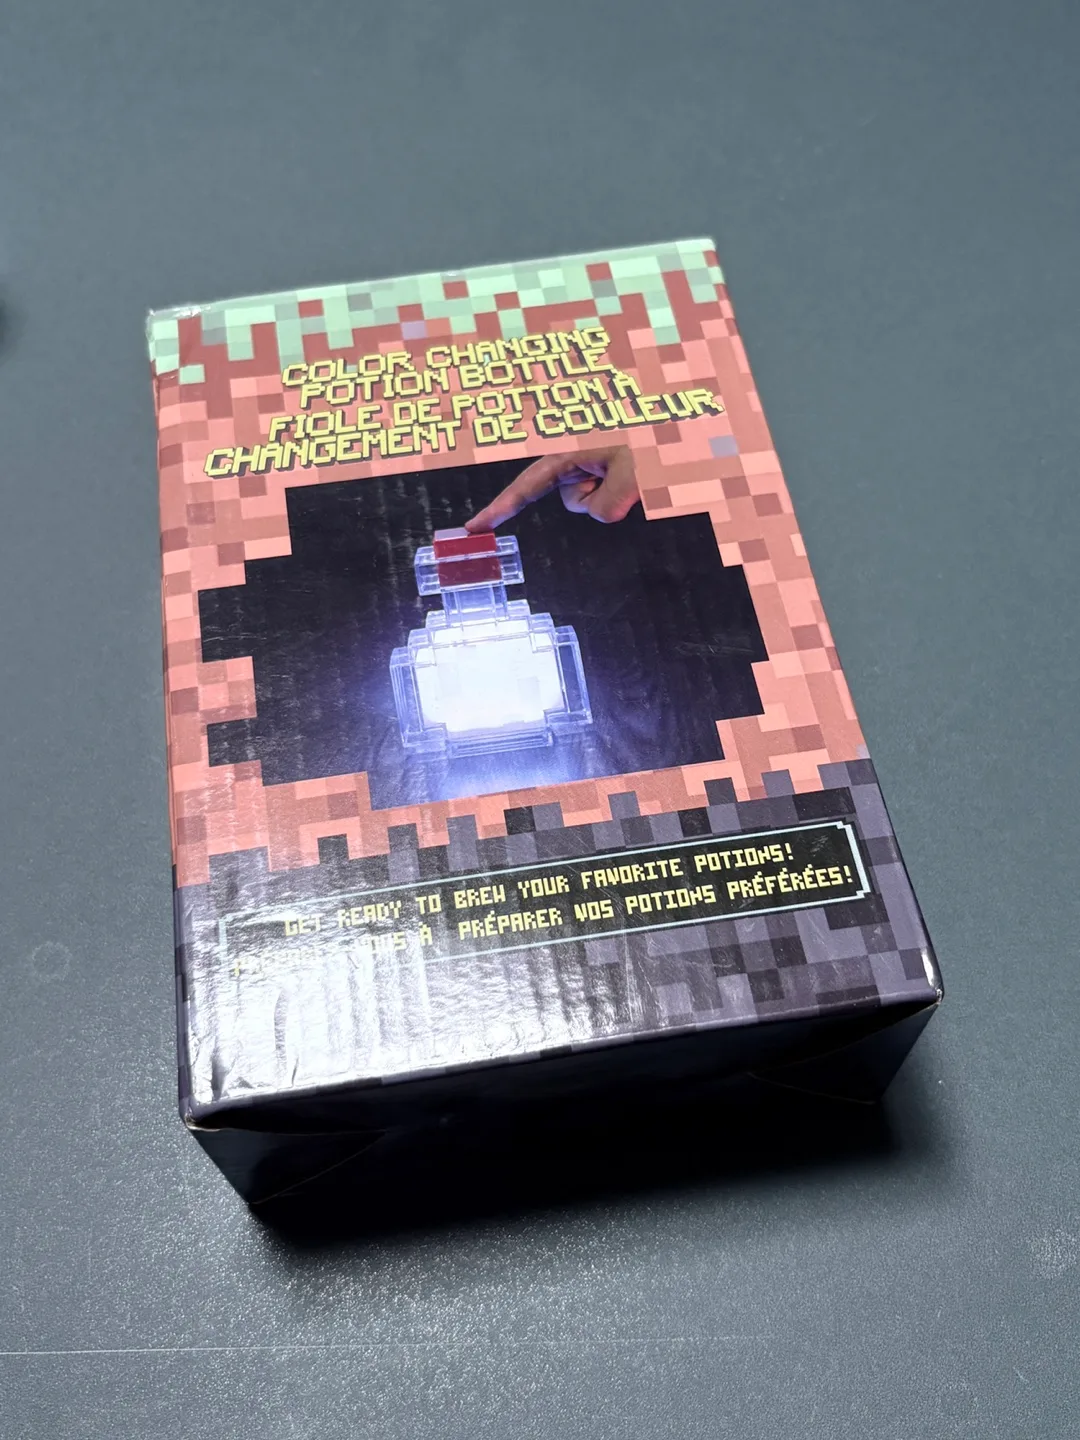 COLOR CHANGING
POTION BOTTLE
FIOLE DE POTTON À
CHANGEMENT DE COULEUR
GET READY TO BREW YOUR FAVORITE POTIONS!
À PRÉPARER VOS POTIONS PRÉFÉRÉES!